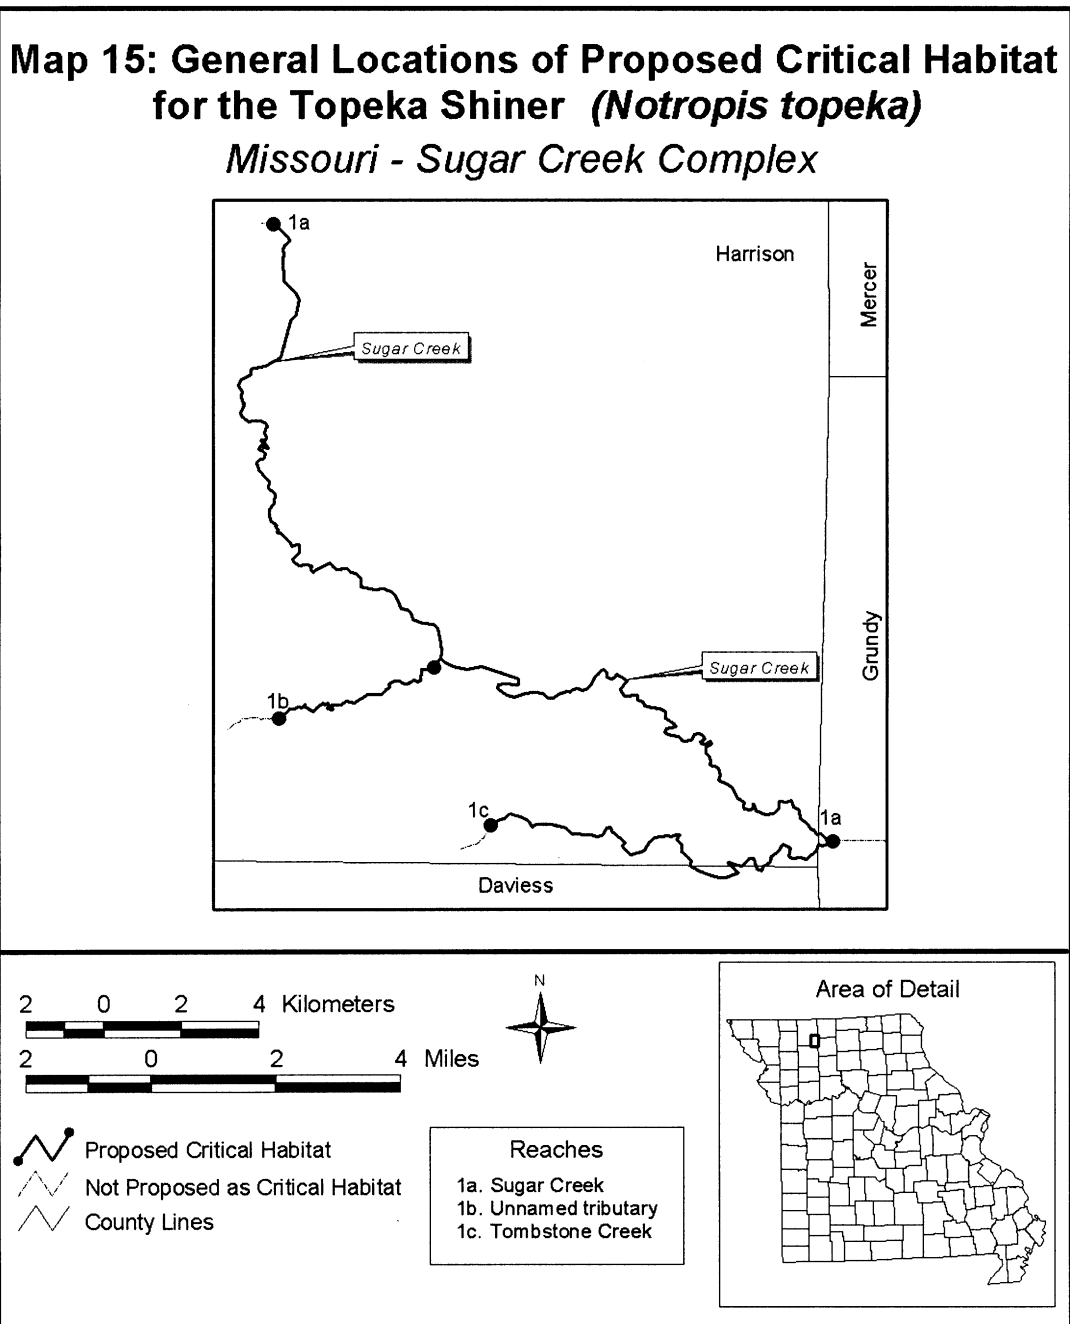 Map 15: General Locations of Proposed Critical Habitat
for the Topeka Shiner (Notropis topeka)
Missouri - Sugar Creek Complex
1a
Harrison
Mercer
Sugar Creek
Grundy
Sugar Creek
1b
1c
1a
Daviess
2 0 2 4 Kilometers
2 0 2 4 Miles
N
Proposed Critical Habitat
Not Proposed as Critical Habitat
County Lines
Reaches
1a. Sugar Creek
1b. Unnamed tributary
1c. Tombstone Creek
Area of Detail